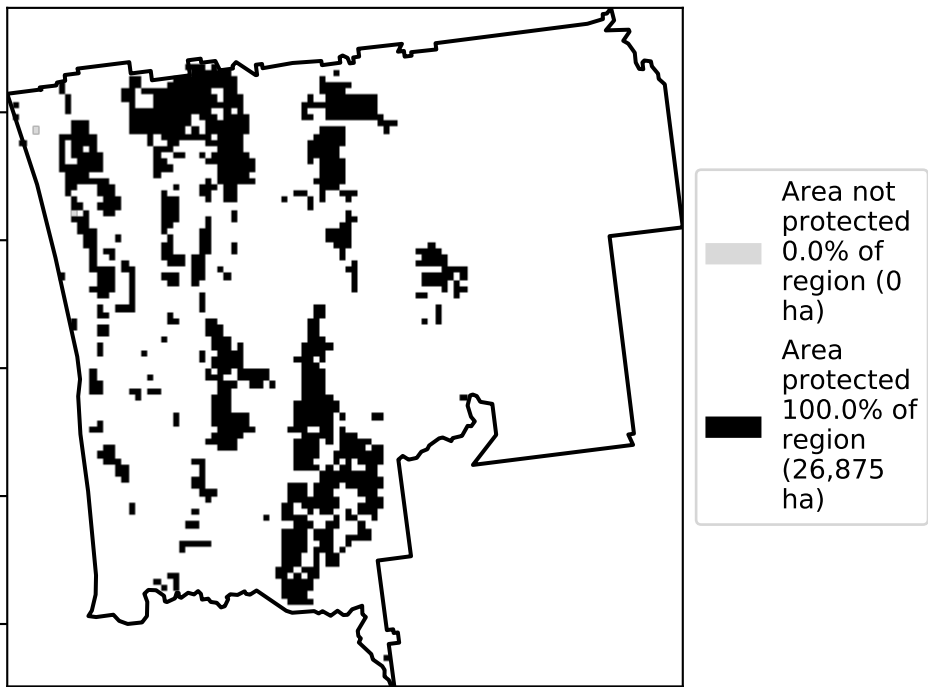 Area not
protected
0.0% of
region (0
ha)
Area
protected
100.0% of
region
(26,875
ha)